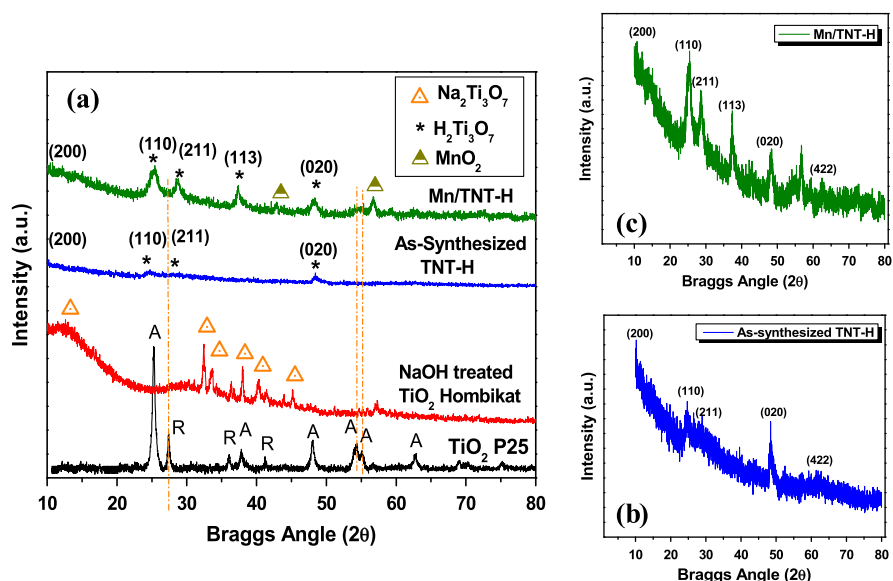 (a)
Na₂Ti₃O₇
* H₂Ti₃O₇
MnO₂
(200)
(110)
(211)
(113)
(020)
Mn/TNT-H
(200)
(110)
(211)
(020)
As-Synthesized
TNT-H
NaOH treated
TiO₂ Hombikat
A
R
R
A
R
A
A
A
A
TiO₂ P25
10 20 30 40 50 60 70 80
Braggs Angle (2θ)
Intensity (a.u.)
Mn/TNT-H
(200)
(110)
(211)
(113)
(020)
(422)
(c)
10 20 30 40 50 60 70 80
Braggs Angle (2θ)
Intensity (a.u.)
As-synthesized TNT-H
(200)
(110)
(211)
(020)
(422)
(b)
10 20 30 40 50 60 70 80
Braggs Angle (2θ)
Intensity (a.u.)